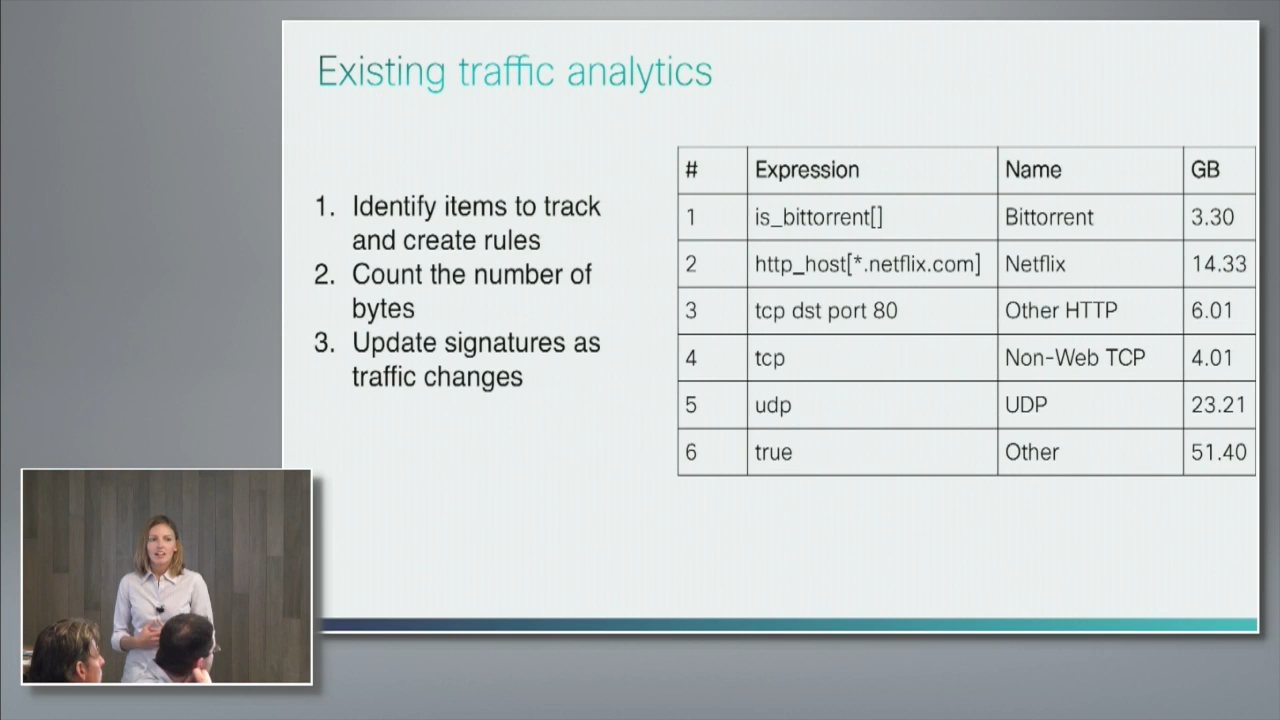 Existing traffic analytics
1. Identify items to track
and create rules
2. Count the number of
bytes
3. Update signatures as
traffic changes
# Expression Name GB
1 is_bittorrent[] Bittorrent 3.30
2 http_host[*.netflix.com] Netflix 14.33
3 tcp dst port 80 Other HTTP 6.01
4 tcp Non-Web TCP 4.01
5 udp UDP 23.21
6 true Other 51.40